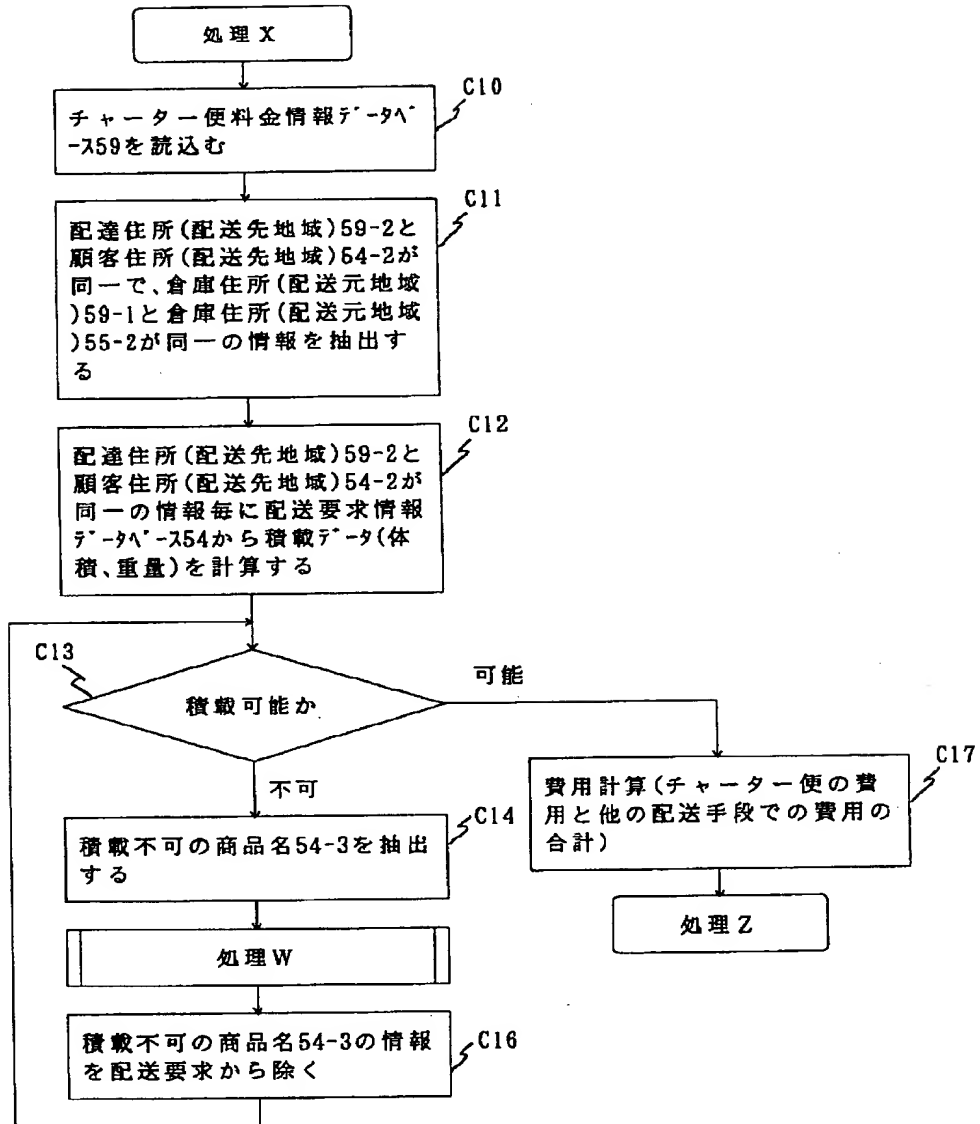 処理X
C10
チャーター便料金情報ﾃﾞｰﾀﾍﾞ
ｰｽ59を読込む
C11
配達住所(配送先地域)59-2と
顧客住所(配送先地域)54-2が
同一で、倉庫住所(配送元地域
)59-1と倉庫住所(配送元地域
)55-2が同一の情報を抽出す
る
C12
配達住所(配送先地域)59-2と
顧客住所(配送先地域)54-2が
同一の情報毎に配送要求情報
ﾃﾞｰﾀﾍﾞｰｽ54から積載ﾃﾞｰﾀ(体
積、重量)を計算する
C13
積載可能か
可能
不可
C14
積載不可の商品名54-3を抽出
する
処理W
C16
積載不可の商品名54-3の情報
を配送要求から除く
C17
費用計算(チャーター便の費
用と他の配送手段での費用の
合計)
処理Z